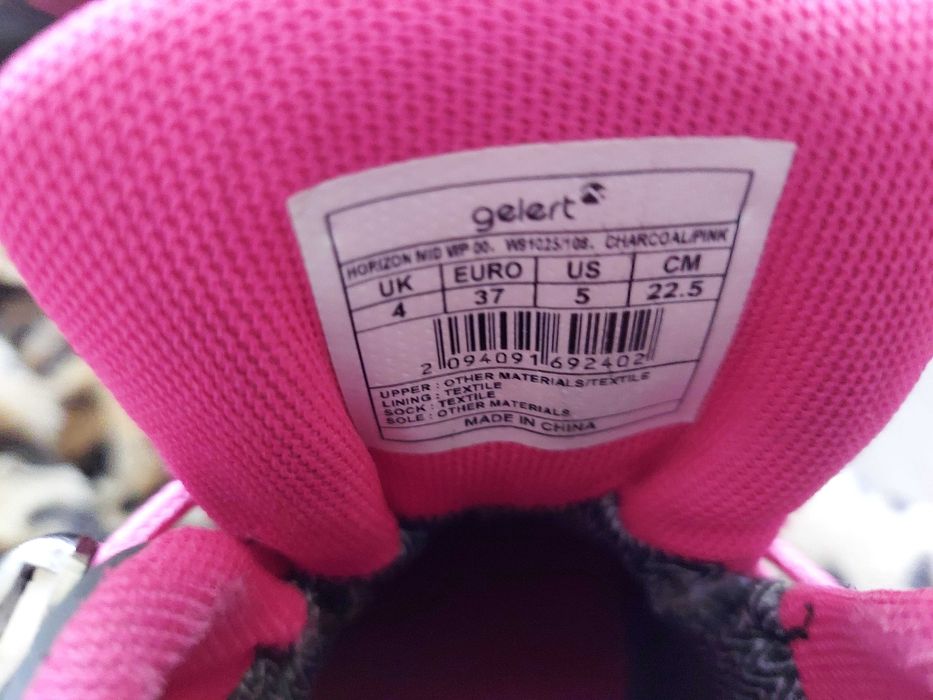 gelert
HORIZON MID WP 00. WS1025/108. CHARCOAL/PINK
UK EURO US CM
4 37 5 22.5
2 094091 692402
UPPER : OTHER MATERIALS/TEXTILE
LINING : TEXTILE
SOCK : TEXTILE
SOLE : OTHER MATERIALS
MADE IN CHINA